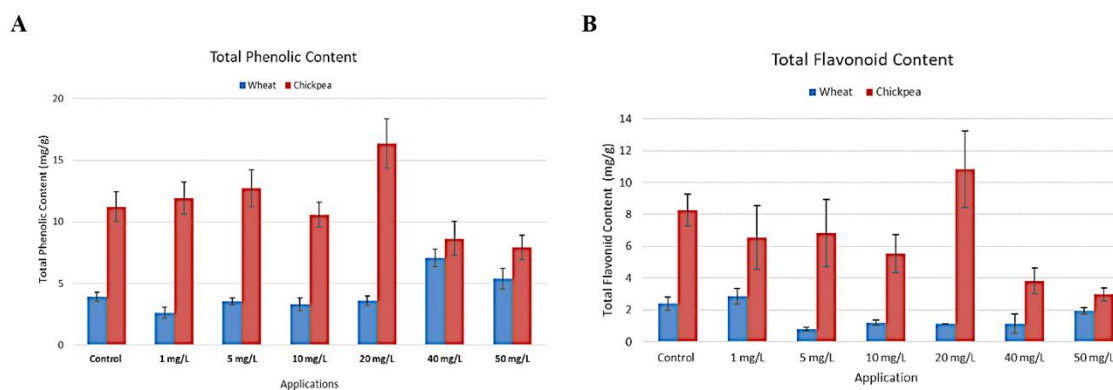 A
Total Phenolic Content
Wheat Chickpea
Total Phenolic Content (mg/g)
20
15
10
5
0
Control 1 mg/L 5 mg/L 10 mg/L 20 mg/L 40 mg/L 50 mg/L
Applications
B
Total Flavonoid Content
Wheat Chickpea
Total Flavonoiid Content (mg/g)
14
12
10
8
6
4
2
0
Control 1 mg/L 5 mg/L 10 mg/L 20 mg/L 40 mg/L 50 mg/L
Application